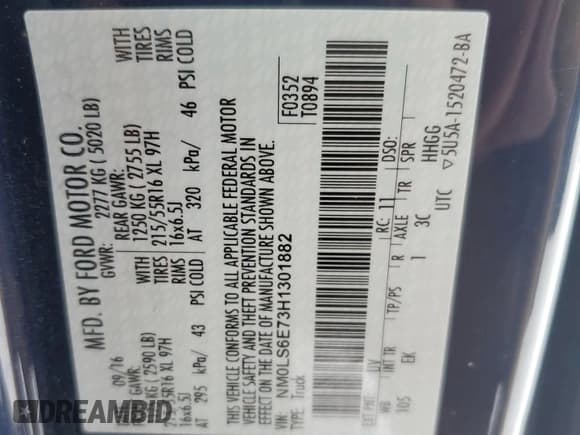 MFD. BY FORD MOTOR CO.
09/16 GVWR: 2277 KG ( 5020 LB)
GAWR: REAR GAWR:
KG (2590 LB) 1250 KG ( 2755 LB) WITH
55R16 XL 97H 215/55R16 XL 97H TIRES
16x6.5J RIMS 16x6.5J RIMS
AT 295 kPa/ 43 PSI COLD AT 320 kPa/ 46 PSI COLD
THIS VEHICLE CONFORMS TO ALL APPLICABLE FEDERAL MOTOR
VEHICLE SAFETY AND THEFT PREVENTION STANDARDS IN
EFFECT ON THE DATE OF MANUFACTURE SHOWN ABOVE.
VIN: NM0LS6E73H1301882 F0352
TYPE: Truck T0894
EXT PNT: UV RC: 11 DSO:
WB TP/PS R AXLE TR SPR
105 EK 1 3C 1 HHGG
UTC ▽5U5A-1520472-BA
DREAMBID